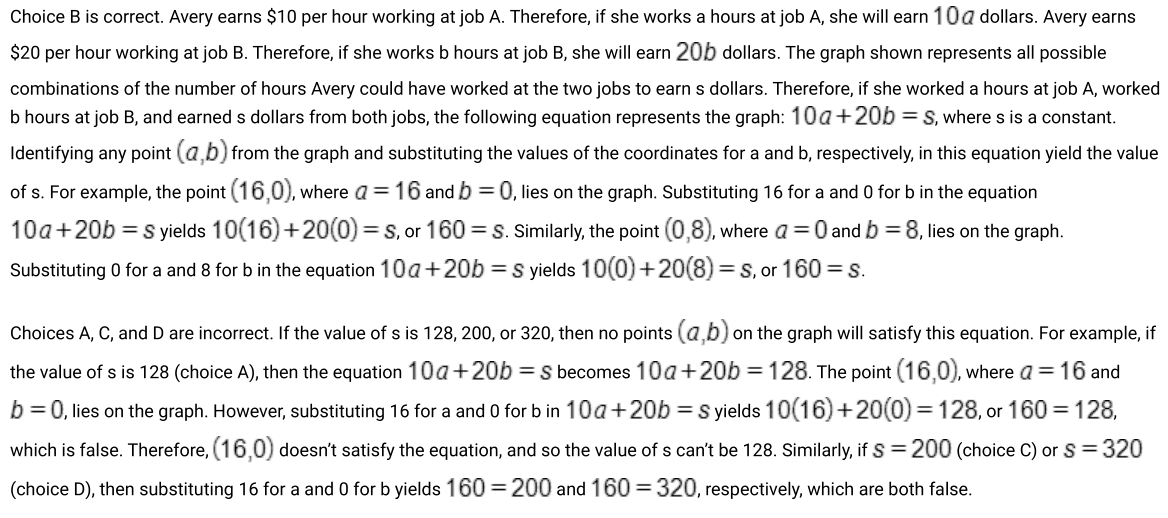 Choice B is correct. Avery earns $10 per hour working at job A. Therefore, if she works a hours at job A, she will earn 10a dollars. Avery earns
$20 per hour working at job B. Therefore, if she works b hours at job B, she will earn 20b dollars. The graph shown represents all possible
combinations of the number of hours Avery could have worked at the two jobs to earn s dollars. Therefore, if she worked a hours at job A, worked
b hours at job B, and earned s dollars from both jobs, the following equation represents the graph: 10a + 20b = s, where s is a constant.
Identifying any point (a,b) from the graph and substituting the values of the coordinates for a and b, respectively, in this equation yield the value
of s. For example, the point (16,0), where a = 16 and b = 0, lies on the graph. Substituting 16 for a and 0 for b in the equation
10a + 20b = s yields 10(16) + 20(0) = s, or 160 = s. Similarly, the point (0,8), where a = 0 and b = 8, lies on the graph.
Substituting 0 for a and 8 for b in the equation 10a + 20b = s yields 10(0) + 20(8) = s, or 160 = s.
Choices A, C, and D are incorrect. If the value of s is 128, 200, or 320, then no points (a,b) on the graph will satisfy this equation. For example, if
the value of s is 128 (choice A), then the equation 10a + 20b = s becomes 10a + 20b = 128. The point (16,0), where a = 16 and
b = 0, lies on the graph. However, substituting 16 for a and 0 for b in 10a + 20b = s yields 10(16) + 20(0) = 128, or 160 = 128,
which is false. Therefore, (16,0) doesn't satisfy the equation, and so the value of s can't be 128. Similarly, if s = 200 (choice C) or s = 320
(choice D), then substituting 16 for a and 0 for b yields 160 = 200 and 160 = 320, respectively, which are both false.